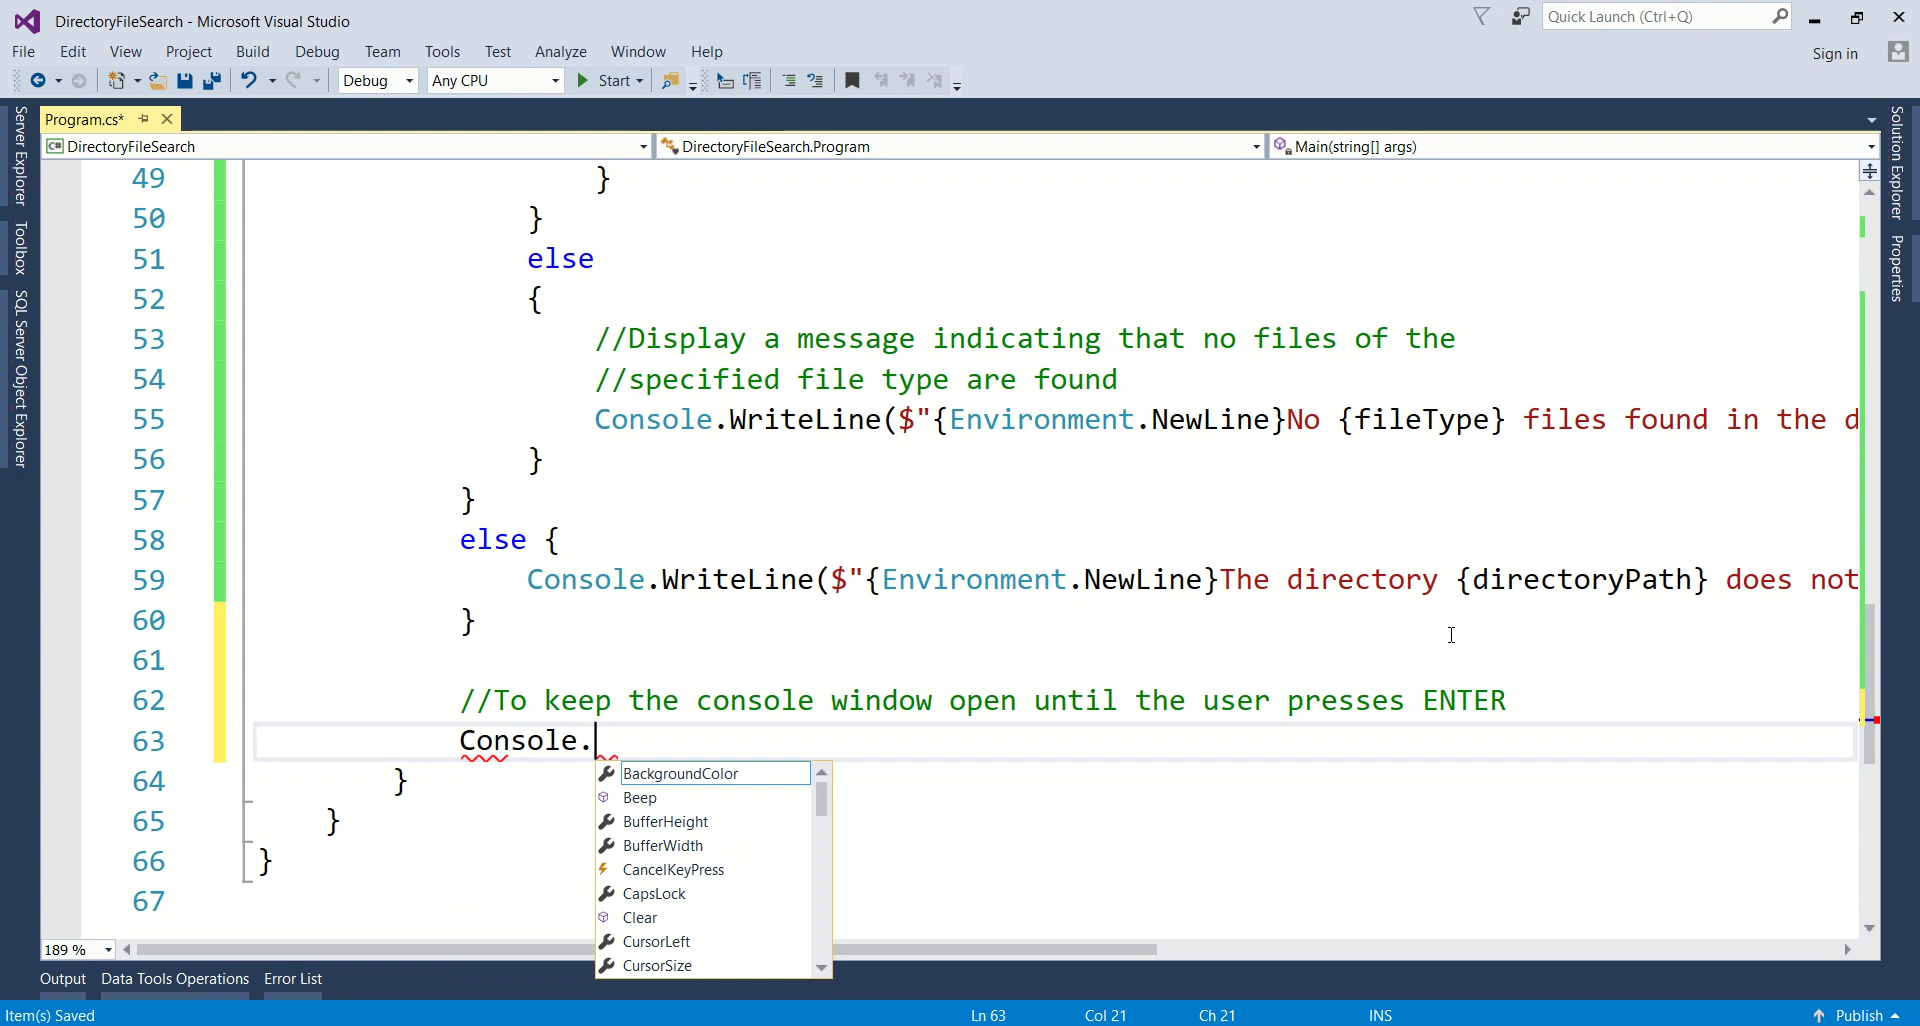 DirectoryFileSearch - Microsoft Visual Studio
Quick Launch (Ctrl+Q)
File Edit View Project Build Debug Team Tools Test Analyze Window Help
Sign in
Debug Any CPU Start
Program.cs*
C# DirectoryFileSearch DirectoryFileSearch.Program Main(string[] args)
Server Explorer
Toolbox
SQL Server Object Explorer
Solution Explorer
Properties
49 }
50 }
51 else
52 {
53 //Display a message indicating that no files of the
54 //specified file type are found
55 Console.WriteLine($"{Environment.NewLine}No {fileType} files found in the d
56 }
57 }
58 else {
59 Console.WriteLine($"{Environment.NewLine}The directory {directoryPath} does not
60 }
61
62 //To keep the console window open until the user presses ENTER
63 Console.
64 }
65 }
66 }
67
BackgroundColor
Beep
BufferHeight
BufferWidth
CancelKeyPress
CapsLock
Clear
CursorLeft
CursorSize
189 %
Output Data Tools Operations Error List
Item(s) Saved Ln 63 Col 21 Ch 21 INS Publish